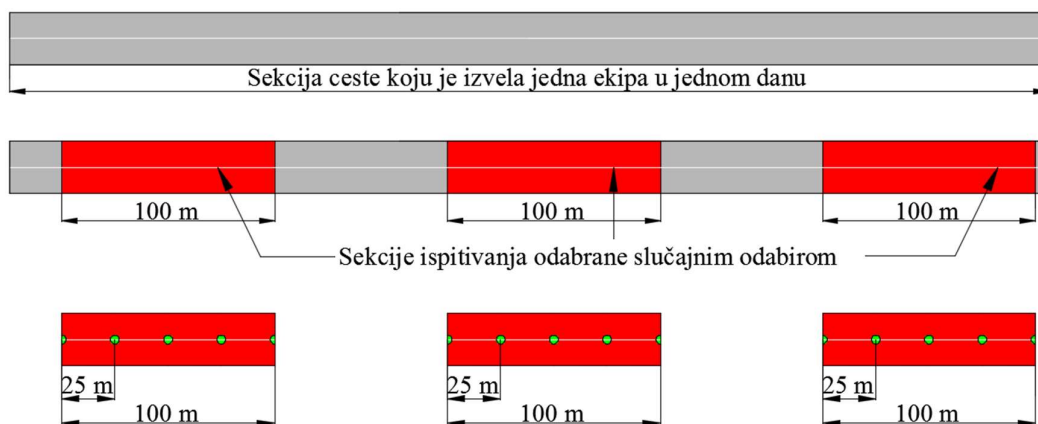 Sekcija ceste koju je izvela jedna ekipa u jednom danu
100 m
100 m
100 m
Sekcije ispitivanja odabrane slučajnim odabirom
25 m
25 m
25 m
100 m
100 m
100 m